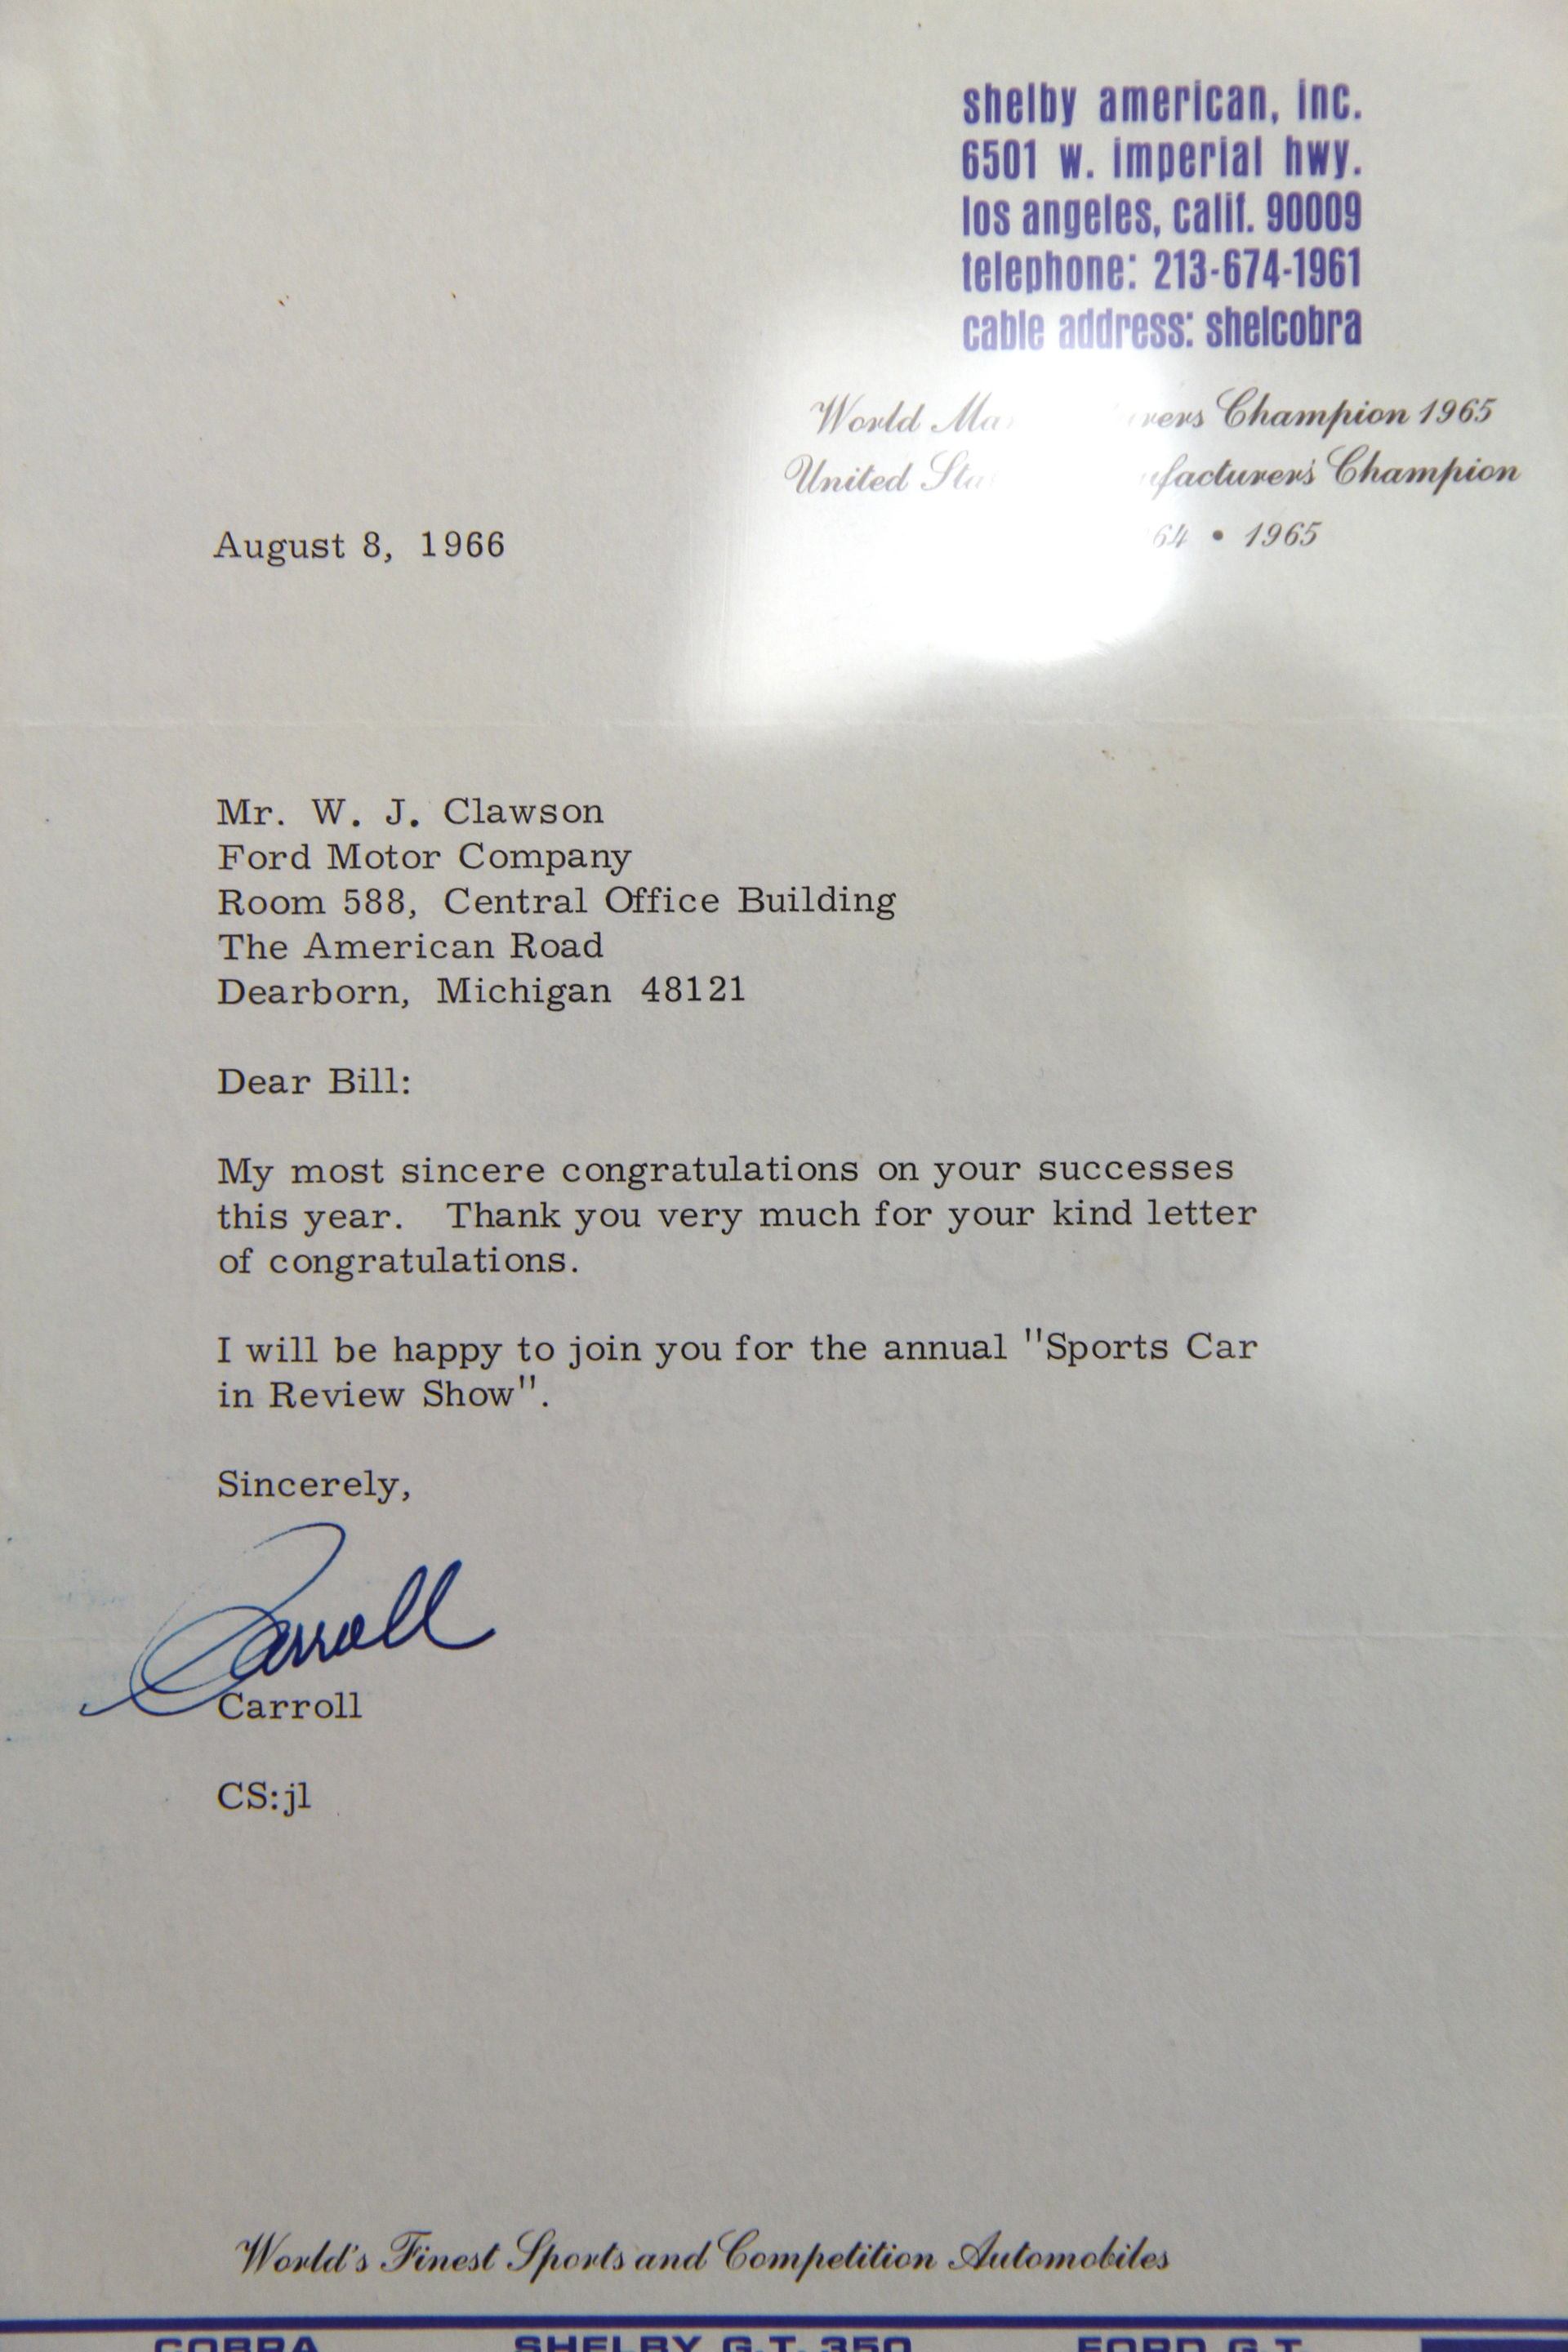 shelby american, inc.
6501 w. imperial hwy.
los angeles, calif. 90009
telephone: 213-674-1961
cable address: shelcobra
World Champion 1965
United Champion
• 1965
August 8, 1966
Mr. W. J. Clawson
Ford Motor Company
Room 588, Central Office Building
The American Road
Dearborn, Michigan 48121
Dear Bill:
My most sincere congratulations on your successes
this year. Thank you very much for your kind letter
of congratulations.
I will be happy to join you for the annual "Sports Car
in Review Show".
Sincerely,
Carroll
Carroll
CS:jl
World's Finest Sports and Competition Automobiles
COBRA SHELBY G.T. 350 FORD G.T.